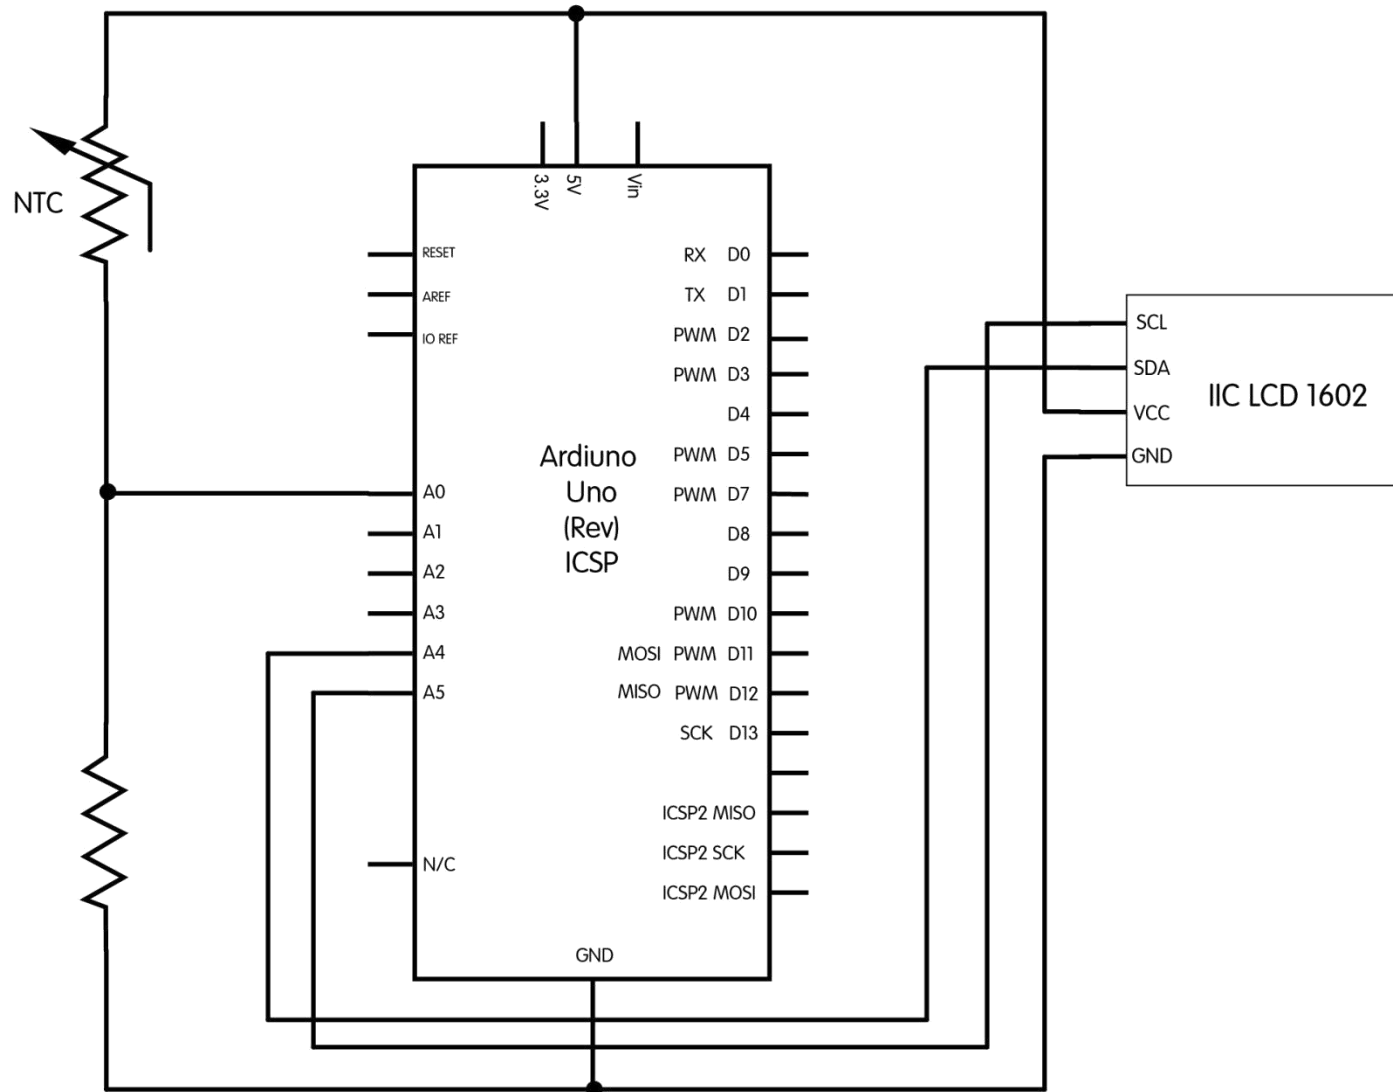 3.3V
5V
Vin
NTC
RESET
AREF
IO REF
A0
A1
A2
A3
A4
A5
N/C
Ardiuno
Uno
(Rev)
ICSP
RX D0
TX D1
PWM D2
PWM D3
D4
PWM D5
PWM D7
D8
D9
PWM D10
MOSI PWM D11
MISO PWM D12
SCK D13
ICSP2 MISO
ICSP2 SCK
ICSP2 MOSI
GND
SCL
SDA
VCC
GND
IIC LCD 1602